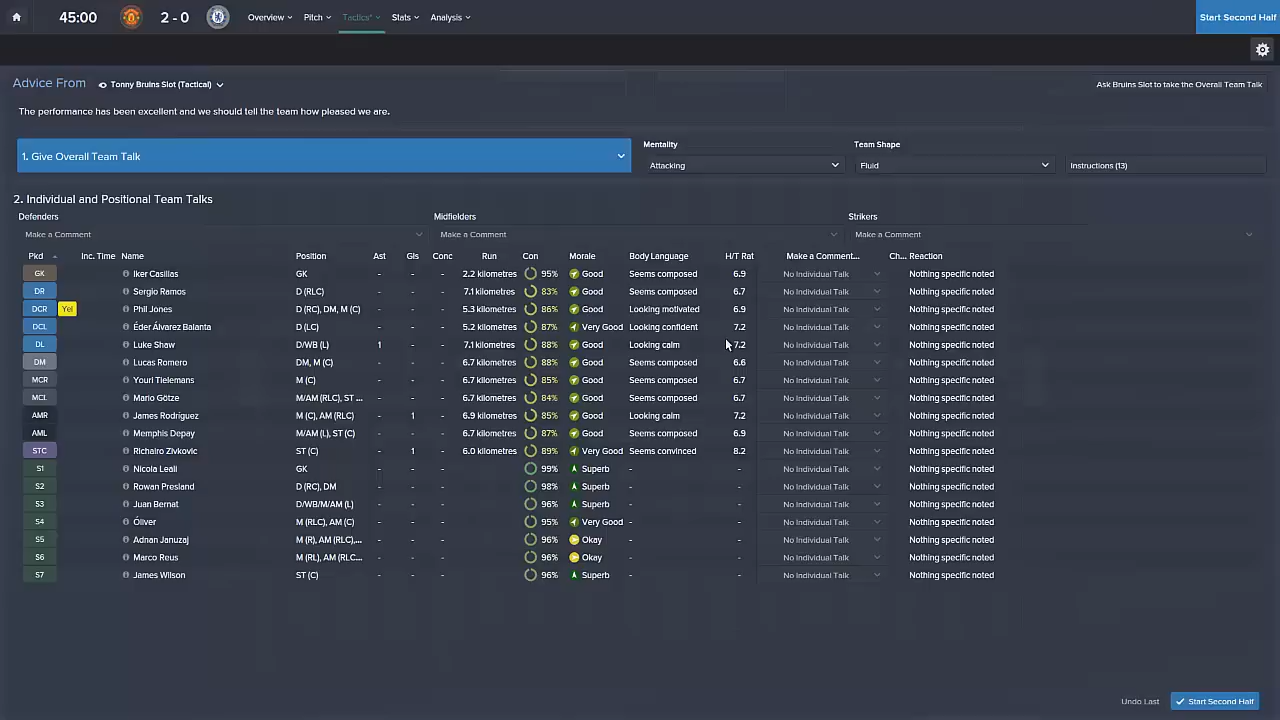 45:00 2 - 0 Overview Pitch Tactics* Stats Analysis Start Second Half
Advice From Tonny Bruins Slot (Tactical) Ask Bruins Slot to take the Overall Team Talk
The performance has been excellent and we should tell the team how pleased we are.
Mentality Team Shape
1. Give Overall Team Talk Attacking Fluid Instructions (13)
2. Individual and Positional Team Talks
Defenders Midfielders Strikers
Make a Comment Make a Comment Make a Comment
Pkd Inc. Time Name Position Ast Gls Conc Run Con Morale Body Language H/T Rat Make a Comment... Ch... Reaction
GK Iker Casillas GK - - - 2.2 kilometres 95% Good Seems composed 6.9 No Individual Talk Nothing specific noted
DR Sergio Ramos D (RLC) - - - 7.1 kilometres 83% Good Seems composed 6.7 No Individual Talk Nothing specific noted
DCR Yel Phil Jones D (RC), DM, M (C) - - - 5.3 kilometres 86% Good Looking motivated 6.9 No Individual Talk Nothing specific noted
DCL Éder Álvarez Balanta D (LC) - - - 5.2 kilometres 87% Very Good Looking confident 7.2 No Individual Talk Nothing specific noted
DL Luke Shaw D/WB (L) 1 - - 7.1 kilometres 88% Good Looking calm 7.2 No Individual Talk Nothing specific noted
DM Lucas Romero DM, M (C) - - - 6.7 kilometres 88% Good Seems composed 6.6 No Individual Talk Nothing specific noted
MCR Youri Tielemans M (C) - - - 6.7 kilometres 85% Good Seems composed 6.7 No Individual Talk Nothing specific noted
MCL Mario Götze M/AM (RLC), ST ... - - - 6.7 kilometres 84% Good Seems composed 6.7 No Individual Talk Nothing specific noted
AMR James Rodríguez M (C), AM (RLC) - 1 - 6.9 kilometres 85% Good Looking calm 7.2 No Individual Talk Nothing specific noted
AML Memphis Depay M/AM (L), ST (C) - - - 6.7 kilometres 87% Good Seems composed 6.9 No Individual Talk Nothing specific noted
STC Richairo Zivkovic ST (C) - 1 - 6.0 kilometres 89% Very Good Seems convinced 8.2 No Individual Talk Nothing specific noted
S1 Nicola Leali GK - - - 99% Superb - - No Individual Talk Nothing specific noted
S2 Rowan Presland D (RC), DM - - - 98% Superb - - No Individual Talk Nothing specific noted
S3 Juan Bernat D/WB/M/AM (L) - - - 96% Superb - - No Individual Talk Nothing specific noted
S4 Óliver M (RLC), AM (C) - - - 95% Very Good - - No Individual Talk Nothing specific noted
S5 Adnan Januzaj M (R), AM (RLC),... - - - 96% Okay - - No Individual Talk Nothing specific noted
S6 Marco Reus M (RL), AM (RLC... - - - 96% Okay - - No Individual Talk Nothing specific noted
S7 James Wilson ST (C) - - - 96% Superb - - No Individual Talk Nothing specific noted
Undo Last Start Second Half